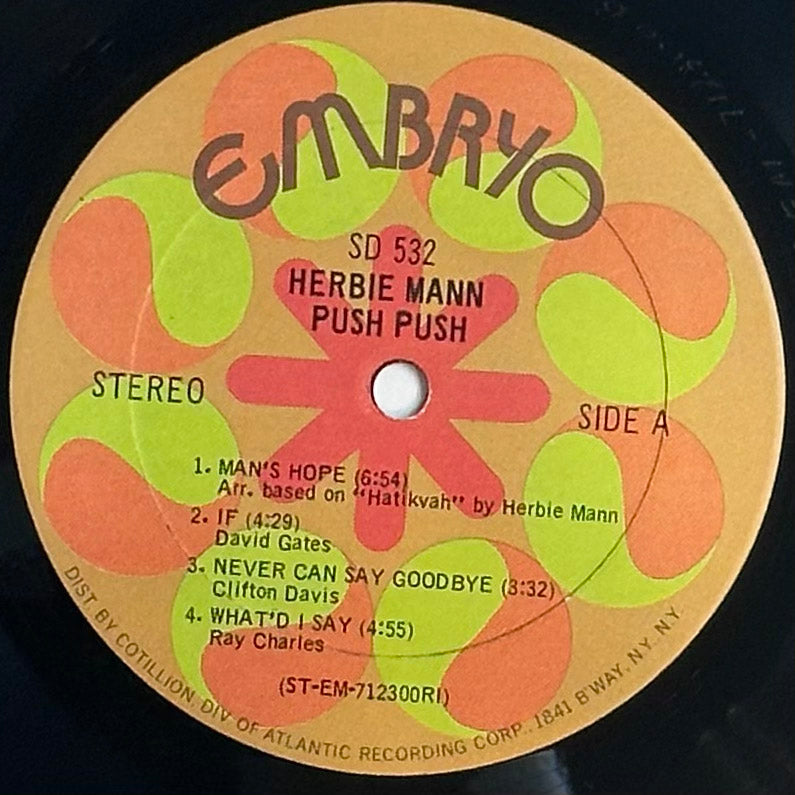 EMBRYO
SD 532
HERBIE MANN
PUSH PUSH
STEREO
SIDE A
1. MAN'S HOPE (6:54)
Arr. based on "Hatikvah" by Herbie Mann
2. IF (4:29)
David Gates
3. NEVER CAN SAY GOODBYE (3:32)
Clifton Davis
4. WHAT'D I SAY (4:55)
Ray Charles
(ST-EM-712300RI)
DIST. BY COTILLION, DIV. OF ATLANTIC RECORDING CORP., 1841 B'WAY, N.Y. N.Y.